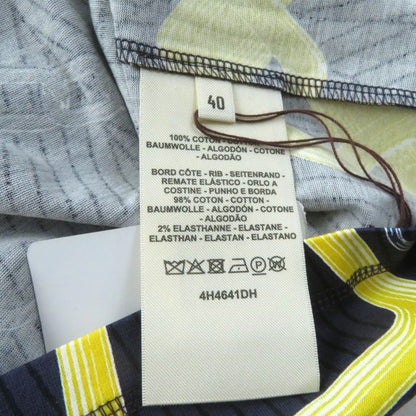 40
100% COTON - COTTON
BAUMWOLLE - ALGODÓN - COTONE
- ALGODÃO
BORD CÔTE - RIB - SEITENRAND -
REMATE ELÁSTICO - ORLO A
COSTINE - PUNHO E BORDA
98% COTON - COTTON -
BAUMWOLLE - ALGODÓN - COTONE
- ALGODÃO
2% ELASTHANNE - ELASTANE -
ELASTHAN - ELASTANO - ELASTAN
P
4H4641DH